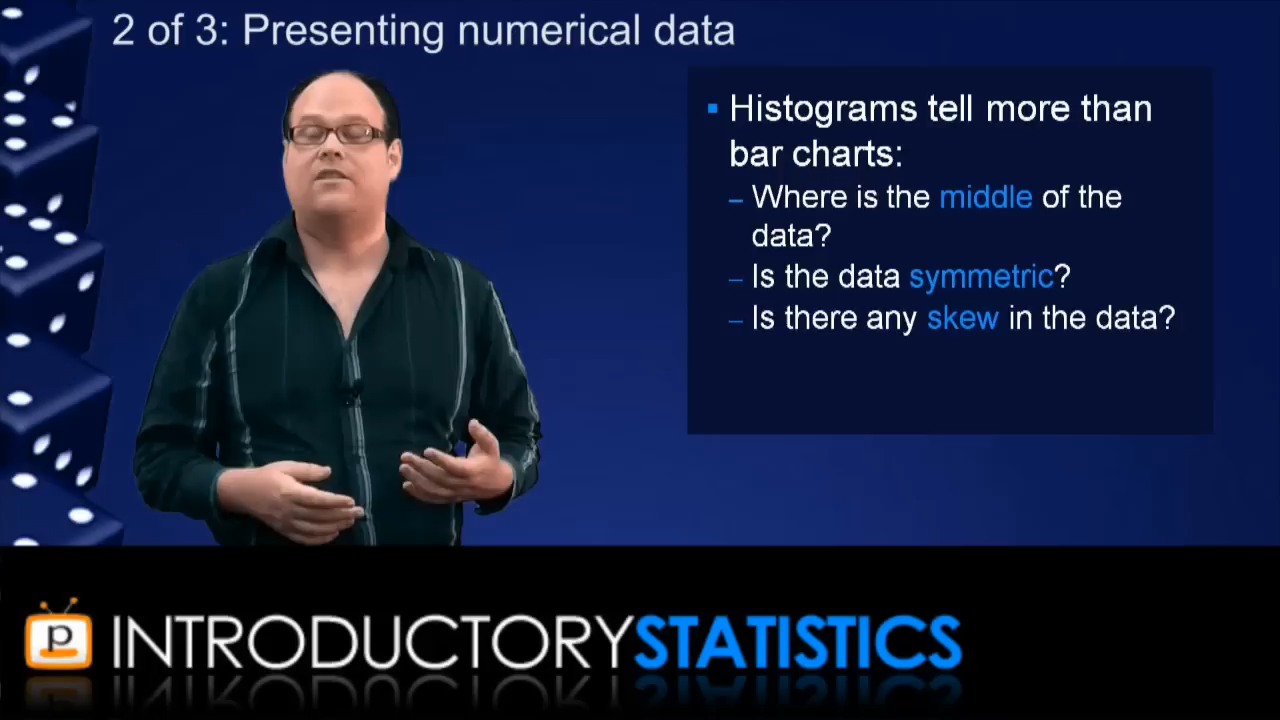 2 of 3: Presenting numerical data
▪ Histograms tell more than
bar charts:
– Where is the middle of the
data?
– Is the data symmetric?
– Is there any skew in the data?
p INTRODUCTORYSTATISTICS